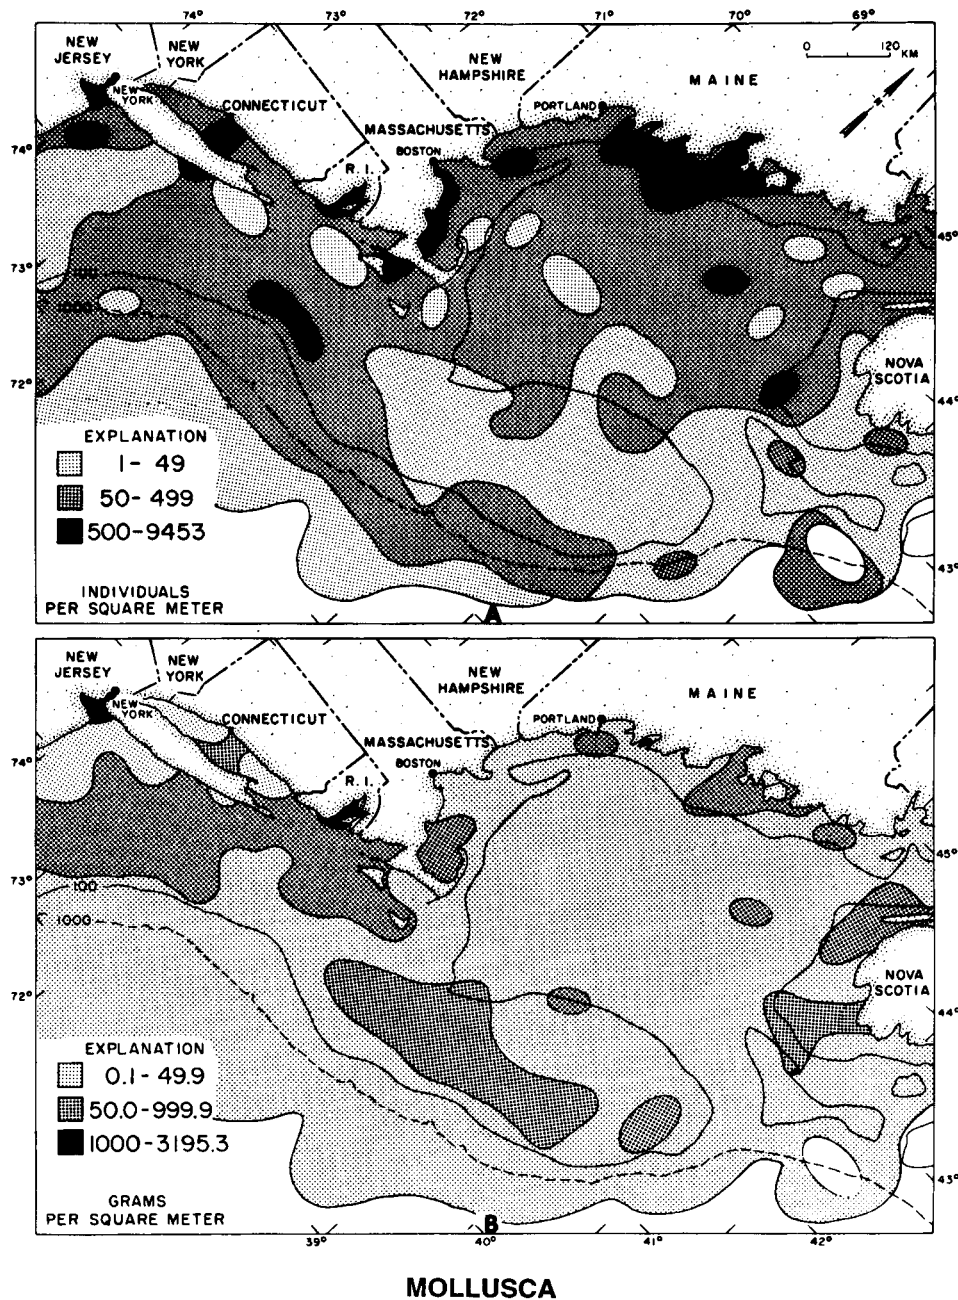 73° 72° 71° 70° 69°
NEW
JERSEY
NEW
YORK
NEW
YORK
CONNECTICUT
NEW
HAMPSHIRE
MAINE
0 120 KM
PORTLAND
MASSACHUSETTS
BOSTON
R.I.
74°
73°
72°
100
1000
45°
44°
43°
NOVA
SCOTIA
EXPLANATION
1-49
50-499
500-9453
INDIVIDUALS
PER SQUARE METER
A
NEW
JERSEY
NEW
YORK
NEW
YORK
CONNECTICUT
NEW
HAMPSHIRE
MAINE
PORTLAND
MASSACHUSETTS
BOSTON
R.I.
74°
73°
72°
100
1000
45°
44°
43°
NOVA
SCOTIA
EXPLANATION
0.1-49.9
50.0-999.9
1000-3195.3
GRAMS
PER SQUARE METER
B
39° 40° 41° 42°
MOLLUSCA